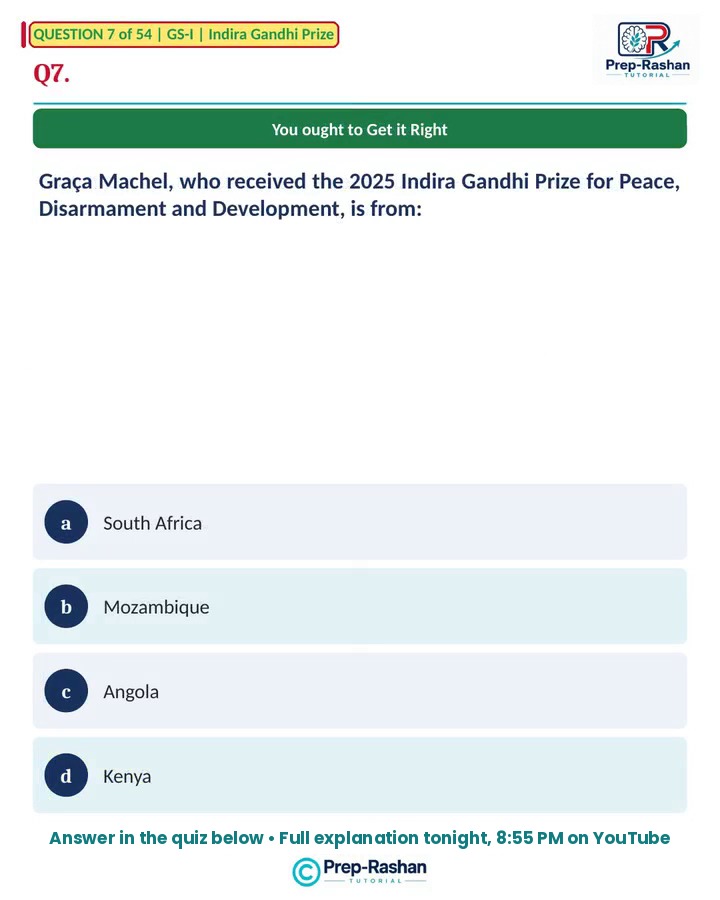 QUESTION 7 of 54 | GS-I | Indira Gandhi Prize
Prep-Rashan
TUTORIAL
Q7.
You ought to Get it Right
Graça Machel, who received the 2025 Indira Gandhi Prize for Peace,
Disarmament and Development, is from:
a South Africa
b Mozambique
c Angola
d Kenya
Answer in the quiz below • Full explanation tonight, 8:55 PM on YouTube
© Prep-Rashan
TUTORIAL